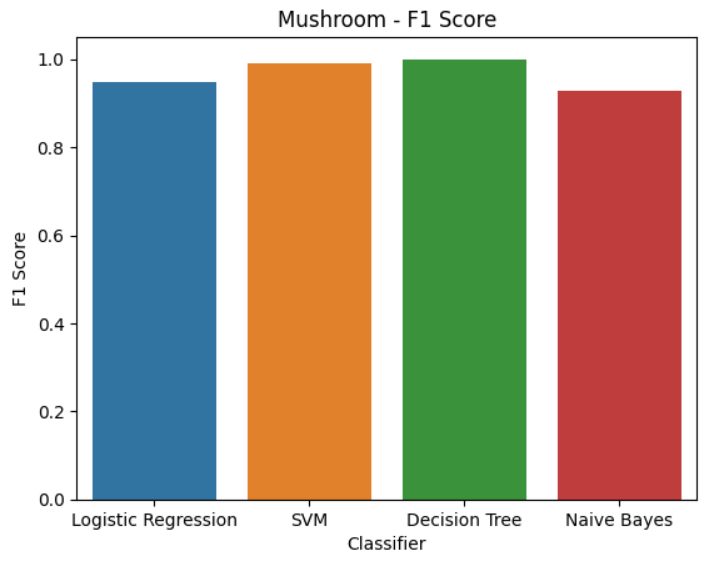 Mushroom - F1 Score
1.0
0.8
0.6
0.4
0.2
0.0
F1 Score
Logistic Regression SVM Decision Tree Naive Bayes
Classifier